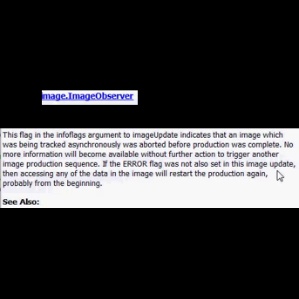 mage.ImageObserver
This flag in the infoflags argument to imageUpdate indicates that an image which
was being tracked asynchronously was aborted before production was complete. No
more information will become available without further action to trigger another
image production sequence. If the ERROR flag was not also set in this image update,
then accessing any of the data in the image will restart the production again,
probably from the beginning.
See Also: